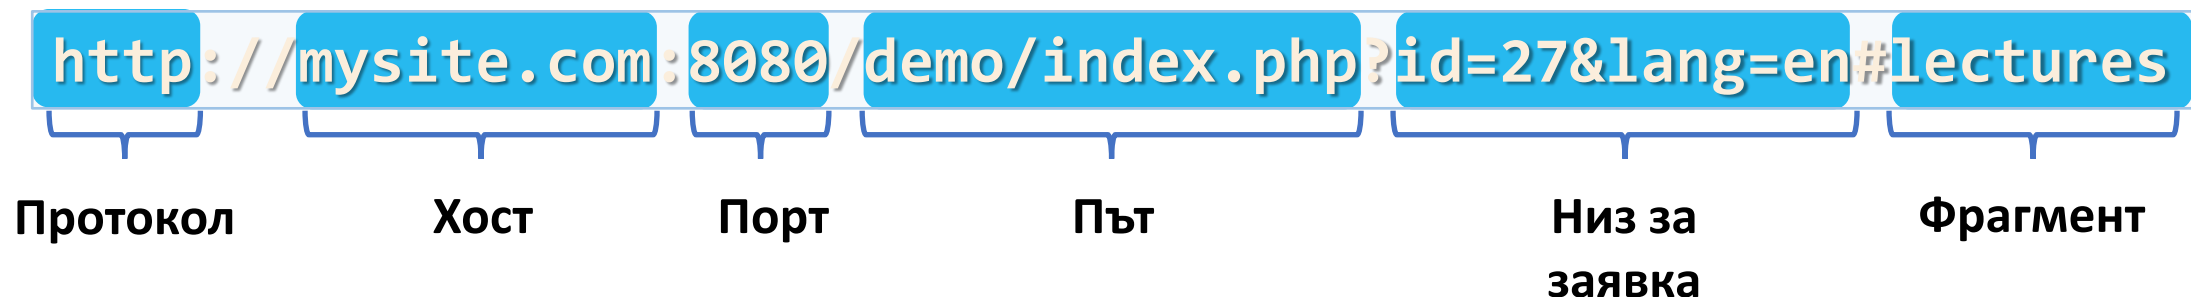 http://mysite.com:8080/demo/index.php?id=27&lang=en#lectures
Протокол Хост Порт Път Низ за Фрагмент
заявка